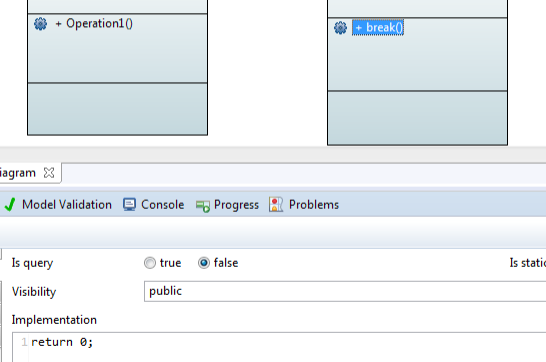 + Operation1()
+ break()
iagram
Model Validation Console Progress Problems
Is query true false Is stati
Visibility public
Implementation
1 return 0;